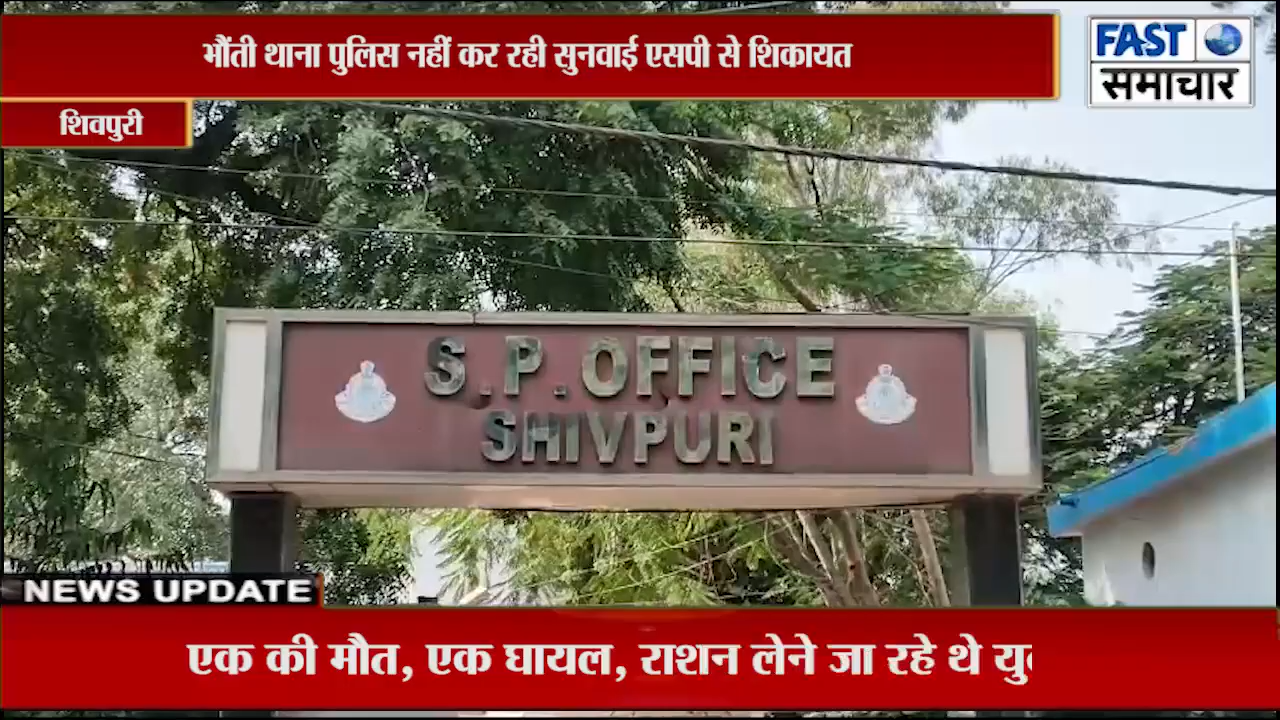 भौंती थाना पुलिस नहीं कर रही सुनवाई एसपी से शिकायत
FAST
समाचार
शिवपुरी
S.P.OFFICE
SHIVPURI
NEWS UPDATE
एक की मौत, एक घायल, राशन लेने जा रहे थे